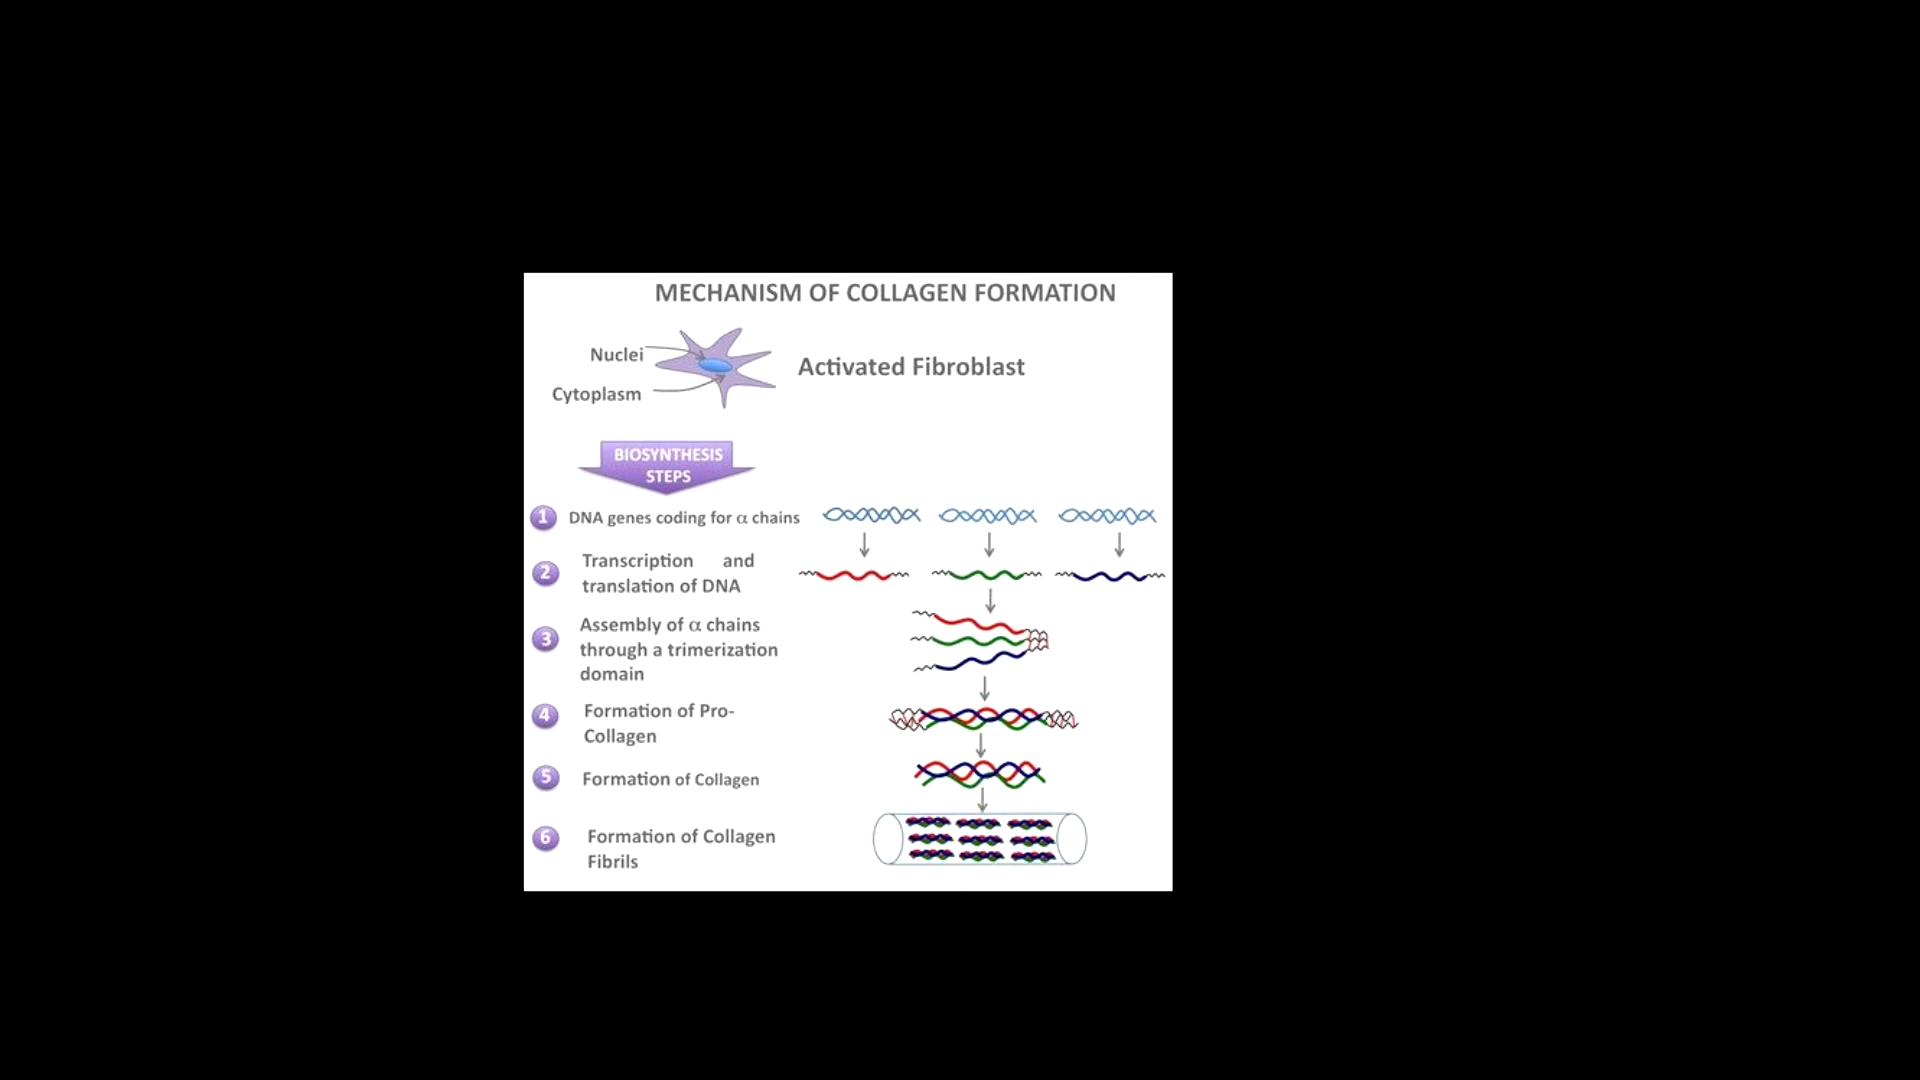 MECHANISM OF COLLAGEN FORMATION
Nuclei
Activated Fibroblast
Cytoplasm
BIOSYNTHESIS
STEPS
1 DNA genes coding for α chains
2 Transcription and
translation of DNA
3 Assembly of α chains
through a trimerization
domain
4 Formation of Pro-
Collagen
5 Formation of Collagen
6 Formation of Collagen
Fibrils